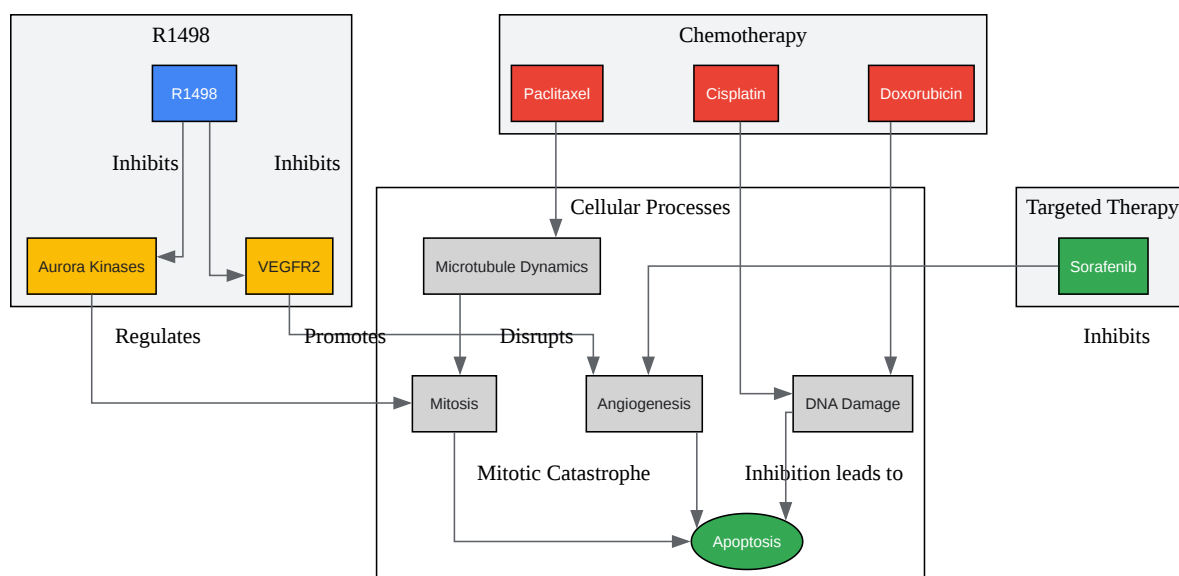 R1498
Chemotherapy
R1498
Paclitaxel
Cisplatin
Doxorubicin
Inhibits
Inhibits
Cellular Processes
Targeted Therapy
Aurora Kinases
VEGFR2
Microtubule Dynamics
Sorafenib
Regulates
Promotes
Disrupts
Inhibits
Mitosis
Angiogenesis
DNA Damage
Mitotic Catastrophe
Inhibition leads to
Apoptosis